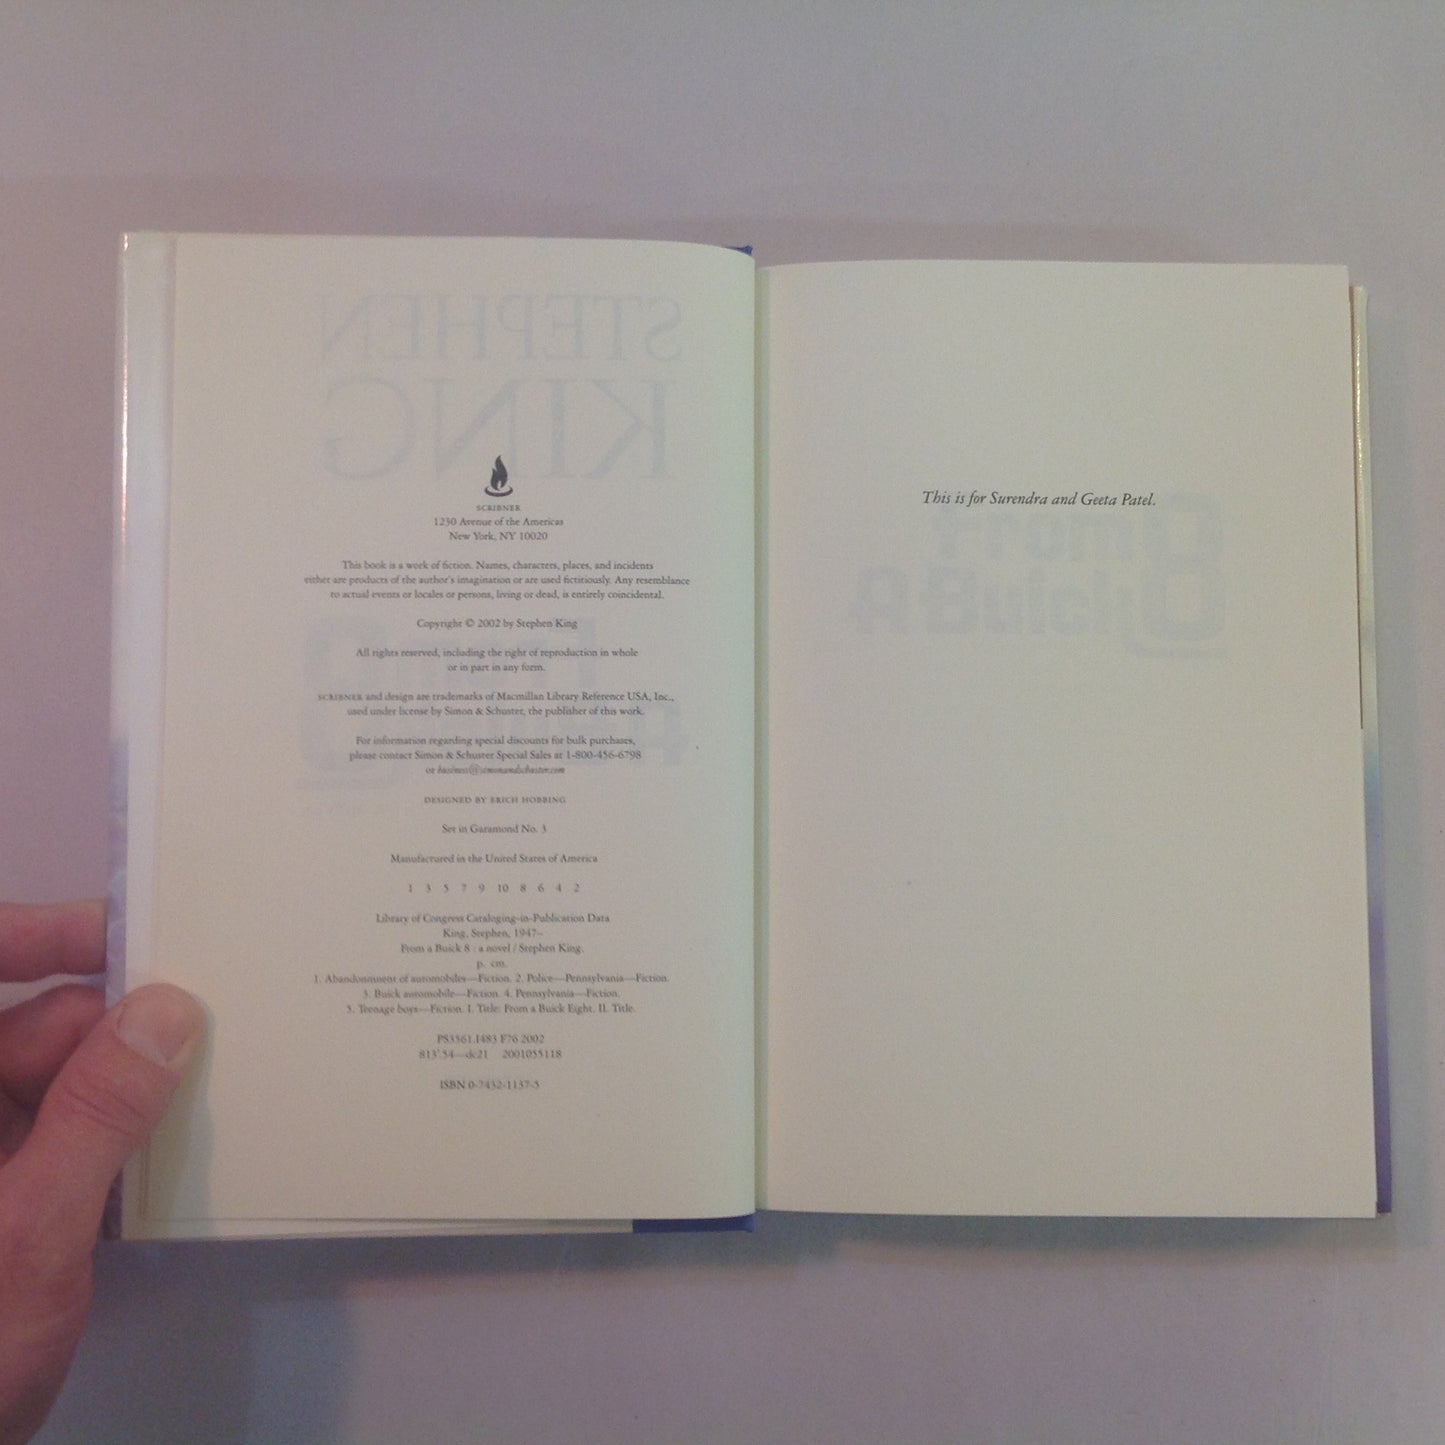 STEPHEN
KING
SCRIBNER
1230 Avenue of the Americas
New York, NY 10020
This book is a work of fiction. Names, characters, places, and incidents
either are products of the author's imagination or are used fictitiously. Any resemblance
to actual events or locales or persons, living or dead, is entirely coincidental.
Copyright © 2002 by Stephen King
All rights reserved, including the right of reproduction in whole
or in part in any form.
SCRIBNER and design are trademarks of Macmillan Library Reference USA, Inc.,
used under license by Simon & Schuster, the publisher of this work.
For information regarding special discounts for bulk purchases,
please contact Simon & Schuster Special Sales at 1-800-456-6798
or business@simonandschuster.com
DESIGNED BY ERICH HOBBING
Set in Garamond No. 3
Manufactured in the United States of America
1 3 5 7 9 10 8 6 4 2
Library of Congress Cataloging-in-Publication Data
King, Stephen, 1947–
From a Buick 8 : a novel / Stephen King.
p. cm.
1. Abandonment of automobiles—Fiction. 2. Police—Pennsylvania—Fiction.
3. Buick automobile—Fiction. 4. Pennsylvania—Fiction.
5. Teenage boys—Fiction. I. Title: From a Buick Eight. II. Title.
PS3561.I483 F76 2002
813'.54—dc21 2001055118
ISBN 0-7432-1137-5
This is for Surendra and Geeta Patel.